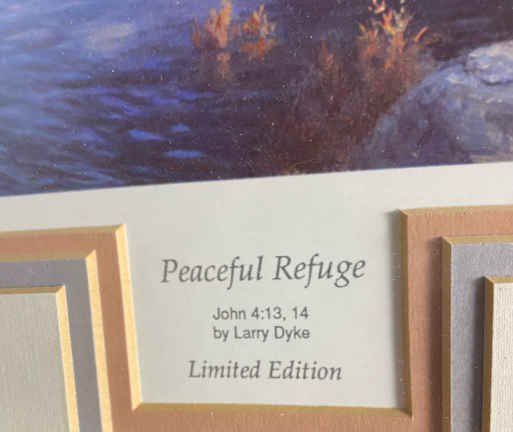 Peaceful Refuge
John 4:13, 14
by Larry Dyke
Limited Edition